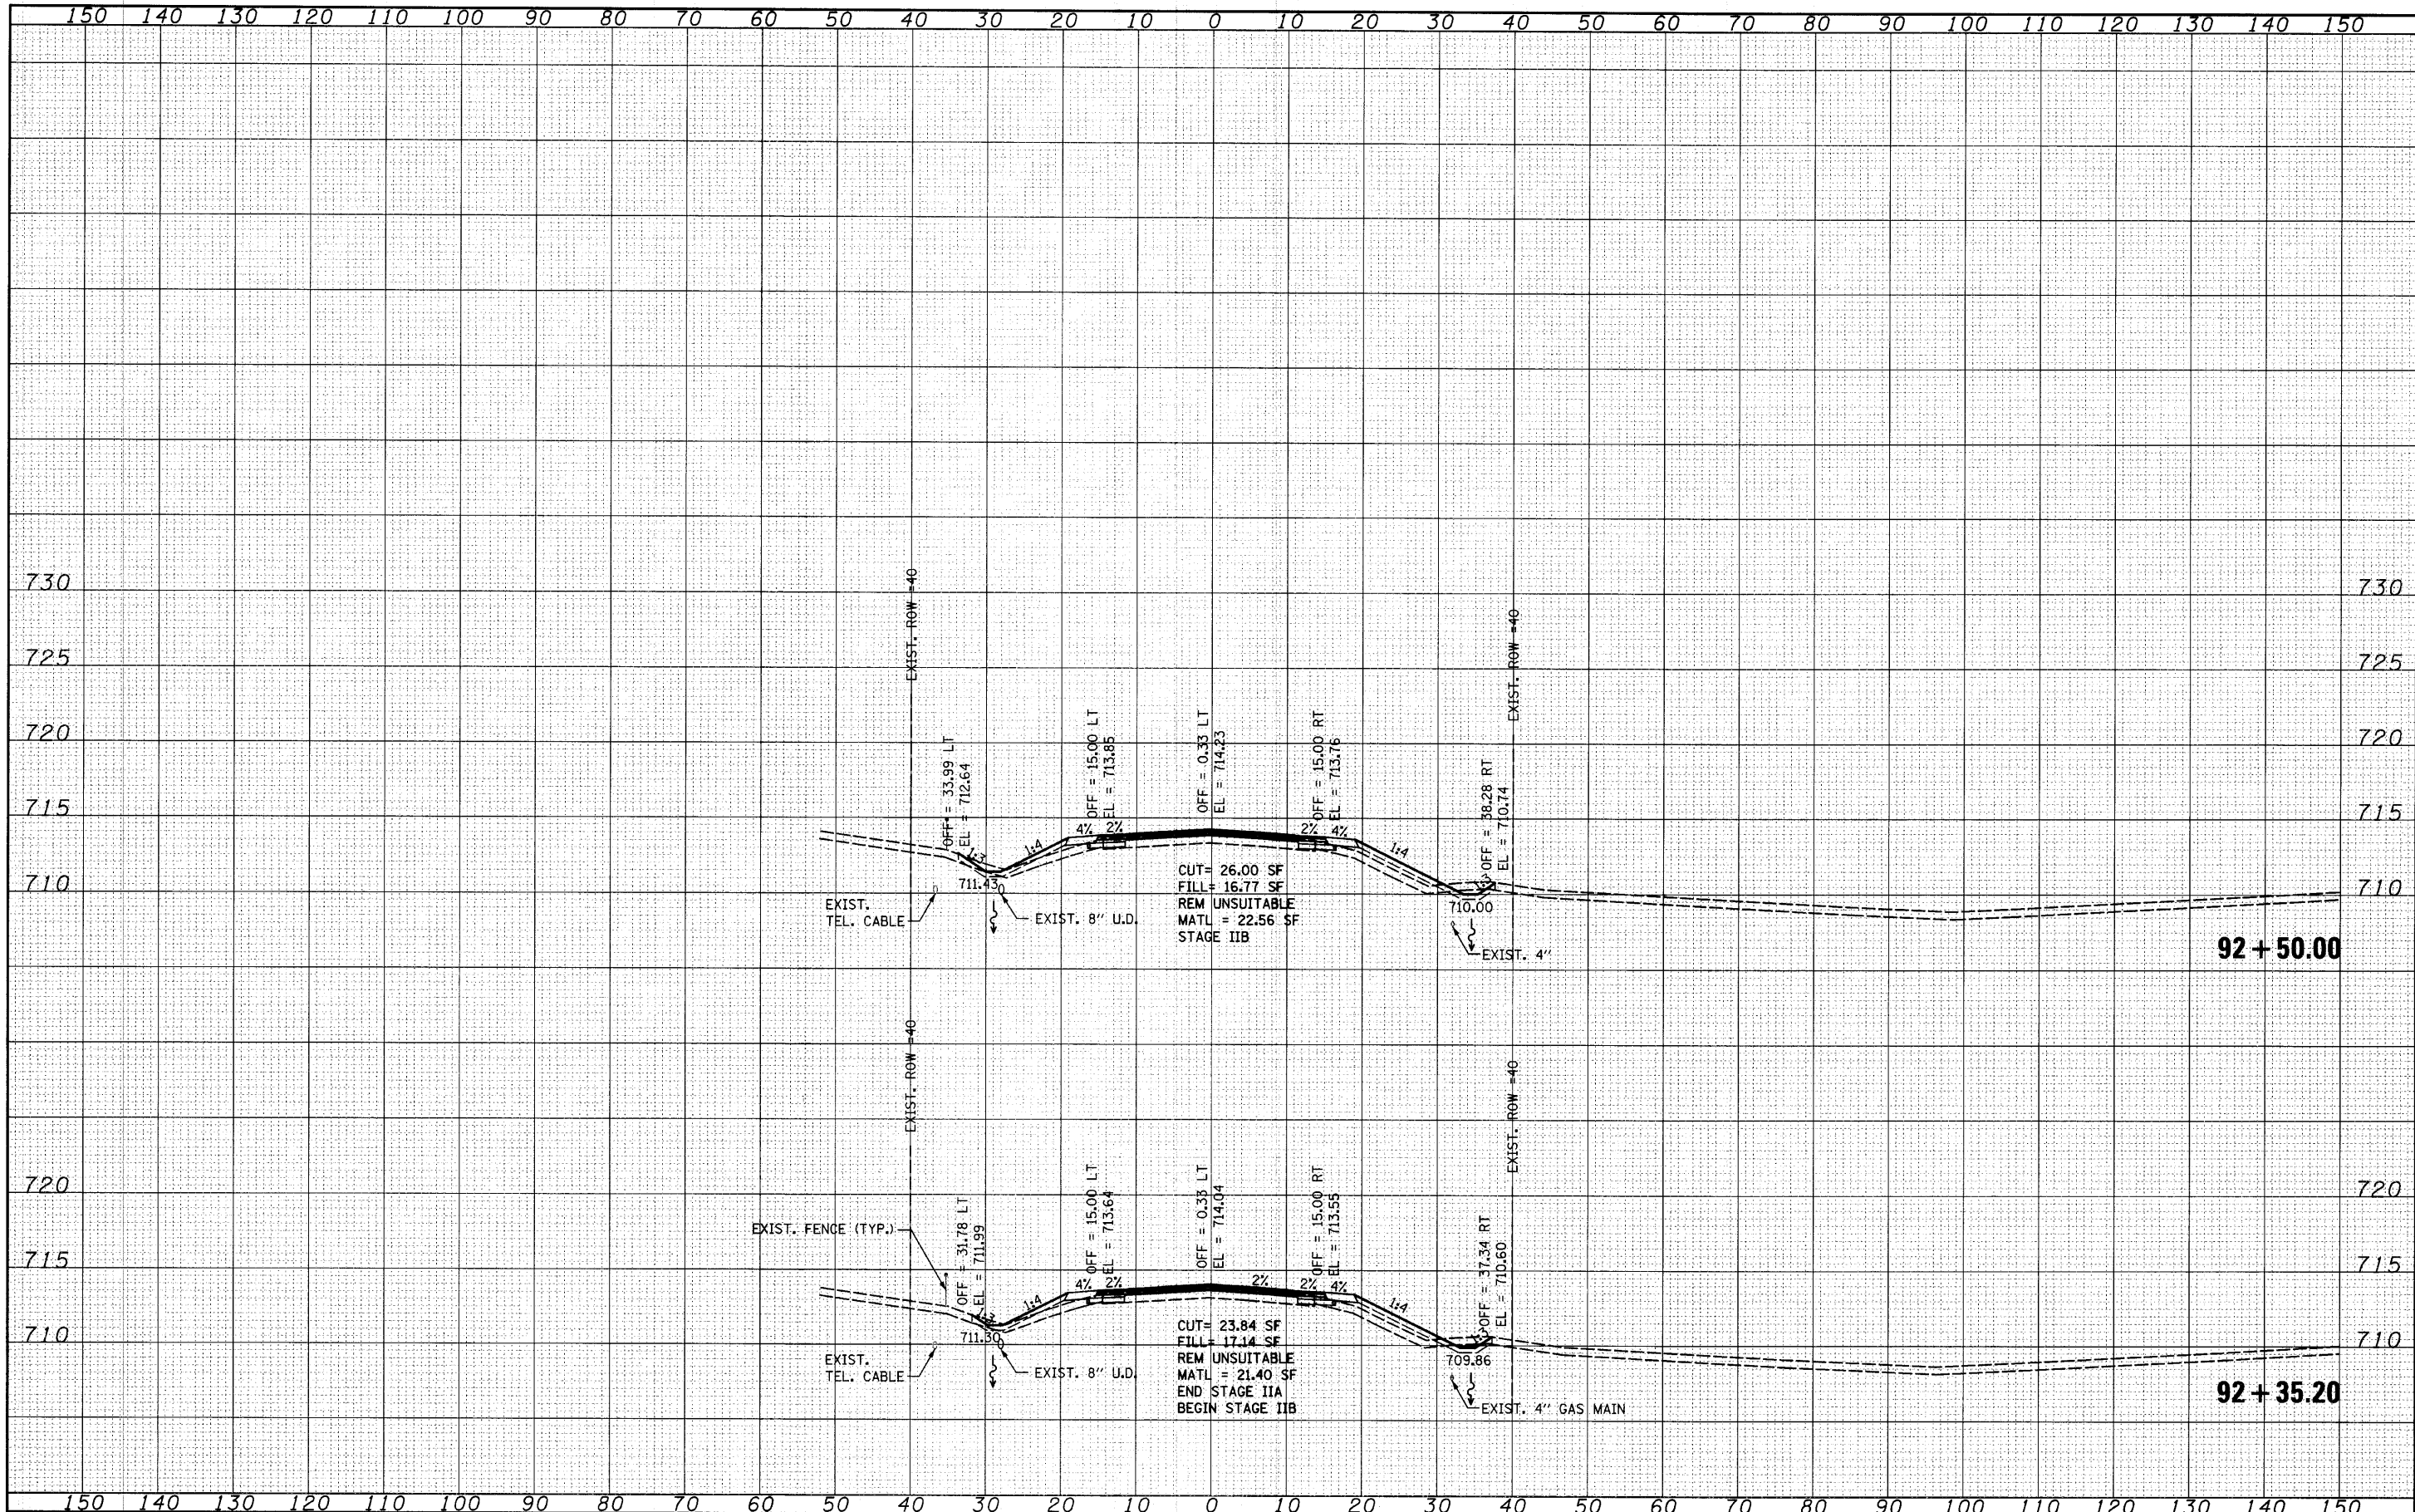 150 140 130 120 110 100 90 80 70 60 50 40 30 20 10 0 10 20 30 40 50 60 70 80 90 100 110 120 130 140 150
730 730
725 725
720 720
715 715
710 710
EXIST. ROW =40
EXIST. ROW =40
OFF = 33.99 LT
EL = 712.64
OFF = 15.00 LT
EL = 713.85
OFF = 0.33 LT
EL = 714.23
OFF = 15.00 RT
EL = 713.76
OFF = 38.28 RT
EL = 710.74
1:3
1:4
4%
2%
2%
4%
1:4
1:3
711.43
710.00
EXIST.
TEL. CABLE
EXIST. 8" U.D.
CUT= 26.00 SF
FILL= 16.77 SF
REM UNSUITABLE
MATL = 22.56 SF
STAGE IIB
EXIST. 4"
92+50.00
EXIST. ROW =40
EXIST. ROW =40
720 720
715 715
710 710
EXIST. FENCE (TYP.)
OFF = 31.78 LT
EL = 711.99
OFF = 15.00 LT
EL = 713.64
OFF = 0.33 LT
EL = 714.04
OFF = 15.00 RT
EL = 713.55
OFF = 37.34 RT
EL = 710.60
1:3
1:4
4%
2%
2%
2%
4%
1:4
1:3
711.30
709.86
EXIST.
TEL. CABLE
EXIST. 8" U.D.
CUT= 23.84 SF
FILL= 17.14 SF
REM UNSUITABLE
MATL = 21.40 SF
END STAGE IIA
BEGIN STAGE IIB
EXIST. 4" GAS MAIN
92+35.20
150 140 130 120 110 100 90 80 70 60 50 40 30 20 10 0 10 20 30 40 50 60 70 80 90 100 110 120 130 140 150